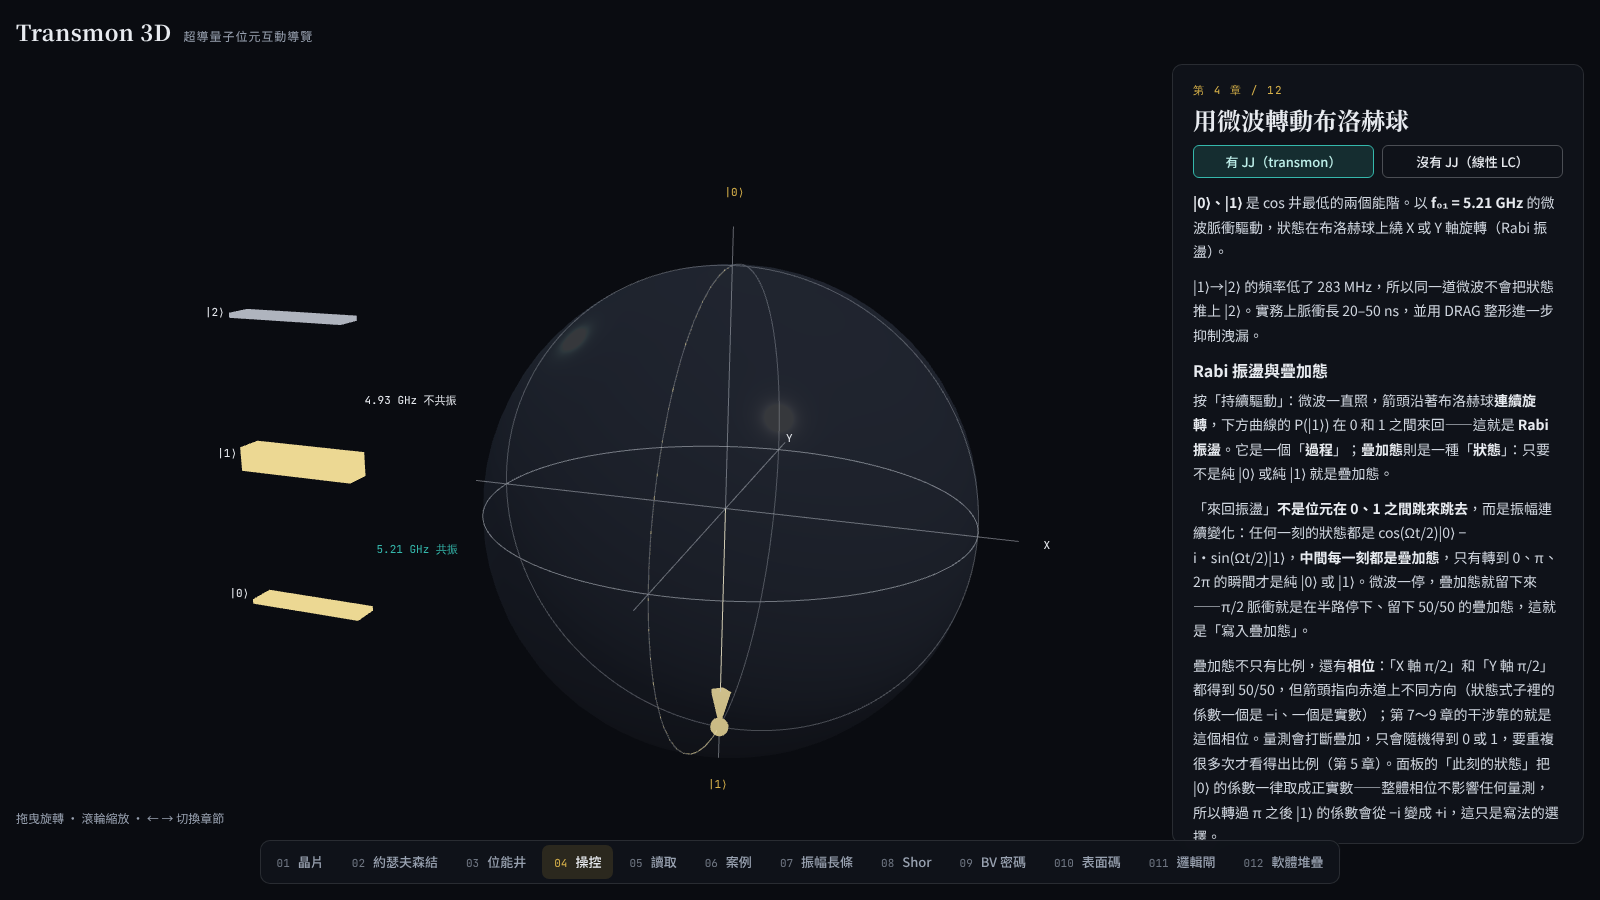 Transmon 3D 超導量子位元互動導覽
第 4 章 / 12
用微波轉動布洛赫球
有 JJ（transmon） 沒有 JJ（線性 LC）
|0⟩、|1⟩ 是 cos 井最低的兩個能階。以 f₀₁ = 5.21 GHz 的微
波脈衝驅動，狀態在布洛赫球上繞 X 或 Y 軸旋轉（Rabi 振
盪）。
|1⟩→|2⟩ 的頻率低了 283 MHz，所以同一道微波不會把狀態
推上 |2⟩。實務上脈衝長 20–50 ns，並用 DRAG 整形進一步
抑制洩漏。
Rabi 振盪與疊加態
按「持續驅動」：微波一直照，箭頭沿著布洛赫球連續旋
轉，下方曲線的 P(|1⟩) 在 0 和 1 之間來回——這就是 Rabi
振盪。它是一個「過程」；疊加態則是一種「狀態」：只要
不是純 |0⟩ 或純 |1⟩ 就是疊加態。
「來回振盪」不是位元在 0、1 之間跳來跳去，而是振幅連
續變化：任何一刻的狀態都是 cos(Ωt/2)|0⟩ −
i·sin(Ωt/2)|1⟩，中間每一刻都是疊加態，只有轉到 0、π、
2π 的瞬間才是純 |0⟩ 或 |1⟩。微波一停，疊加態就留下來
——π/2 脈衝就是在半路停下、留下 50/50 的疊加態，這就
是「寫入疊加態」。
疊加態不只有比例，還有相位：「X 軸 π/2」和「Y 軸 π/2」
都得到 50/50，但箭頭指向赤道上不同方向（狀態式子裡的
係數一個是 −i、一個是實數）；第 7～9 章的干涉靠的就是
這個相位。量測會打斷疊加，只會隨機得到 0 或 1，要重複
很多次才看得出比例（第 5 章）。面板的「此刻的狀態」把
|0⟩ 的係數一律取成正實數——整體相位不影響任何量測，
所以轉過 π 之後 |1⟩ 的係數會從 −i 變成 +i，這只是寫法的選
擇。
|0⟩
|2⟩
4.93 GHz 不共振
Y
|1⟩
X
5.21 GHz 共振
|0⟩
|1⟩
拖曳旋轉 · 滾輪縮放 · ←→ 切換章節
01 晶片 02 約瑟夫森結 03 位能井 04 操控 05 讀取 06 案例 07 振幅長條 08 Shor 09 BV 密碼 010 表面碼 011 邏輯閘 012 軟體堆疊